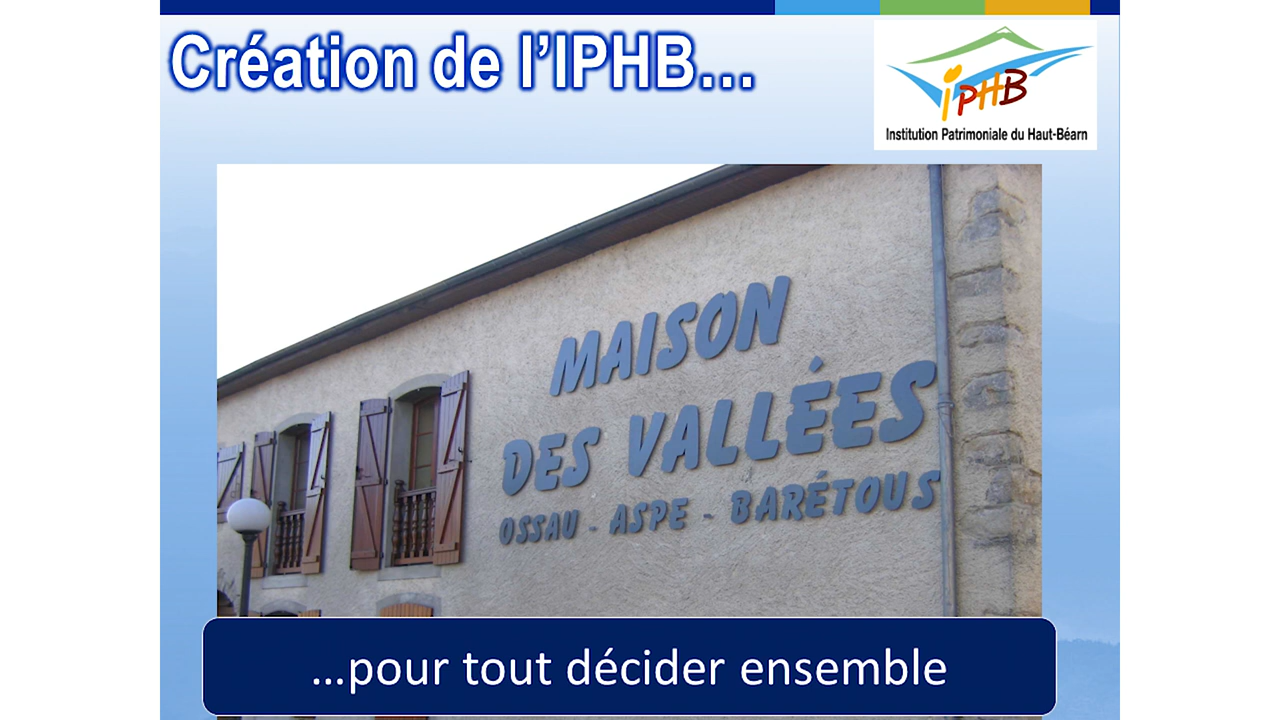 Création de l’IPHB...
iPHB
Institution Patrimoniale du Haut-Béarn
MAISON
DES VALLÉES
OSSAU - ASPE - BARÉTOUS
...pour tout décider ensemble